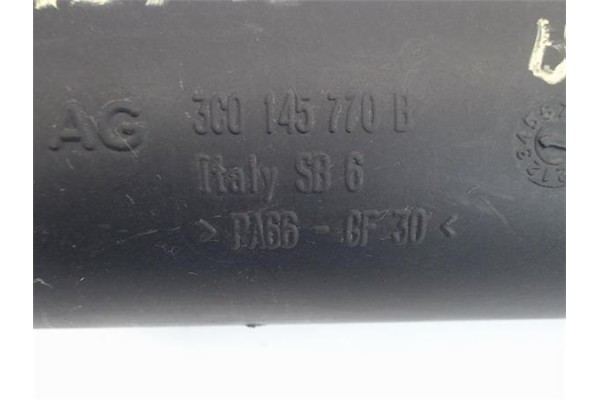 AG 3C0 145 770 B
Italy SB 6
> PA66 - GF 30 <